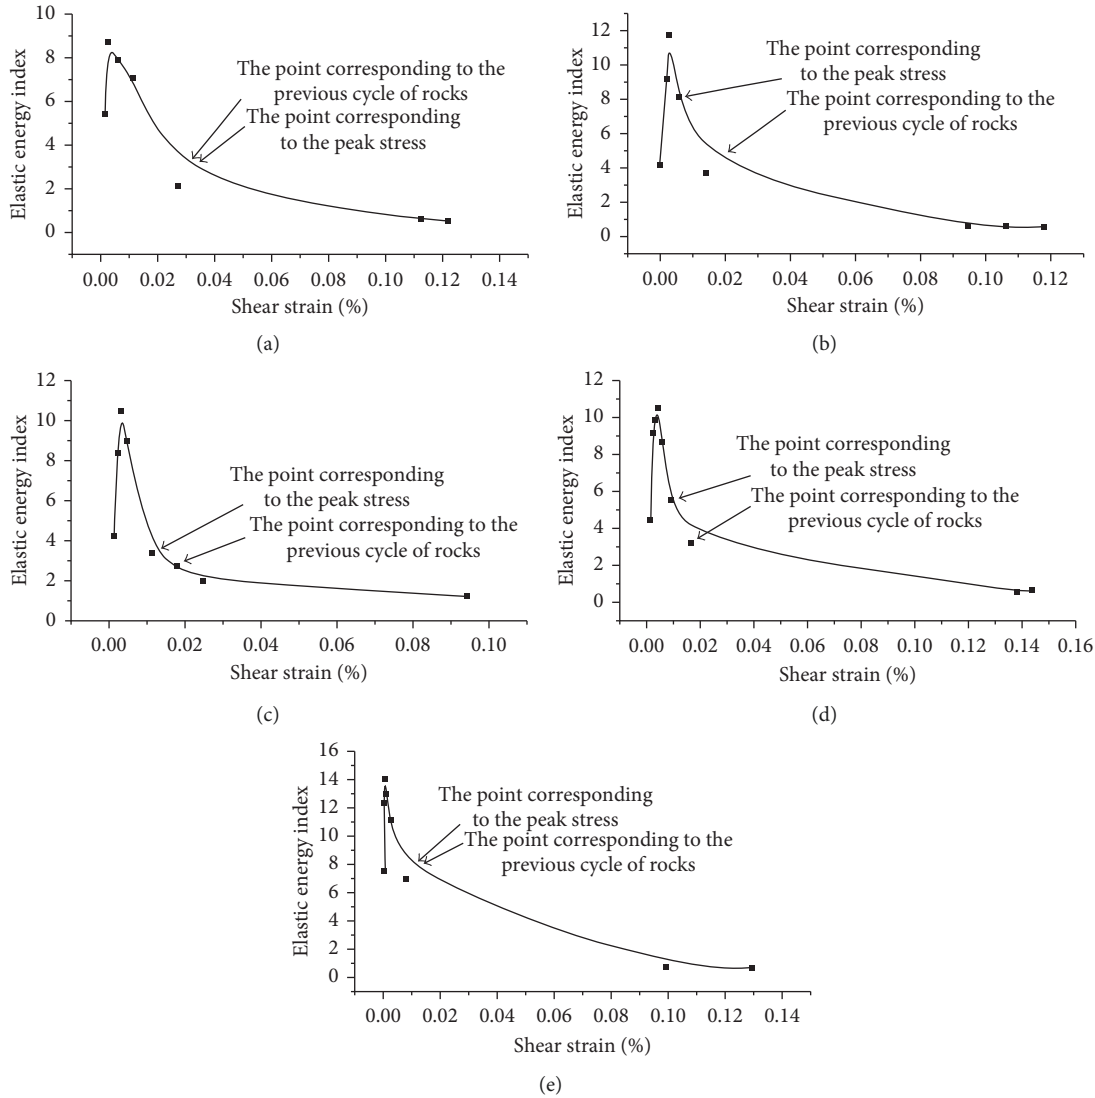 10
8
6
4
2
0
Elastic energy index
The point corresponding to the
previous cycle of rocks
The point corresponding
to the peak stress
0.00 0.02 0.04 0.06 0.08 0.10 0.12 0.14
Shear strain (%)
(a)
12
10
8
6
4
2
0
Elastic energy index
The point corresponding
to the peak stress
The point corresponding to the
previous cycle of rocks
0.00 0.02 0.04 0.06 0.08 0.10 0.12
Shear strain (%)
(b)
12
10
8
6
4
2
0
Elastic energy index
The point corresponding
to the peak stress
The point corresponding to the
previous cycle of rocks
0.00 0.02 0.04 0.06 0.08 0.10
Shear strain (%)
(c)
12
10
8
6
4
2
0
Elastic energy index
The point corresponding
to the peak stress
The point corresponding to the
previous cycle of rocks
0.00 0.02 0.04 0.06 0.08 0.10 0.12 0.14 0.16
Shear strain (%)
(d)
16
14
12
10
8
6
4
2
0
Elastic energy index
The point corresponding
to the peak stress
The point corresponding to the
previous cycle of rocks
0.00 0.02 0.04 0.06 0.08 0.10 0.12 0.14
Shear strain (%)
(e)